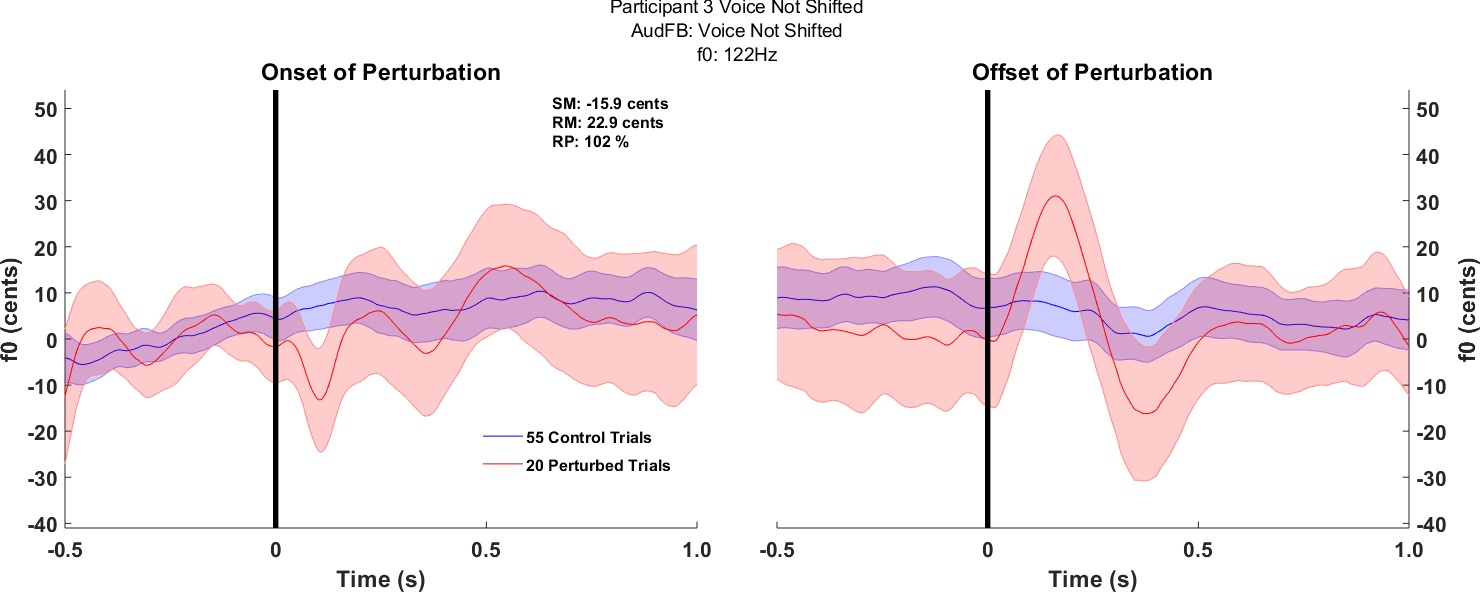 Participant 3 Voice Not Shifted
AudFB: Voice Not Shifted
f0: 122Hz
Onset of Perturbation
Offset of Perturbation
SM: -15.9 cents
RM: 22.9 cents
RP: 102 %
f0 (cents)
50
40
30
20
10
0
-10
-20
-30
-40
55 Control Trials
20 Perturbed Trials
-0.5
0
0.5
1.0
Time (s)
-0.5
0
0.5
1.0
Time (s)
50
40
30
20
10
0
-10
-20
-30
-40
f0 (cents)